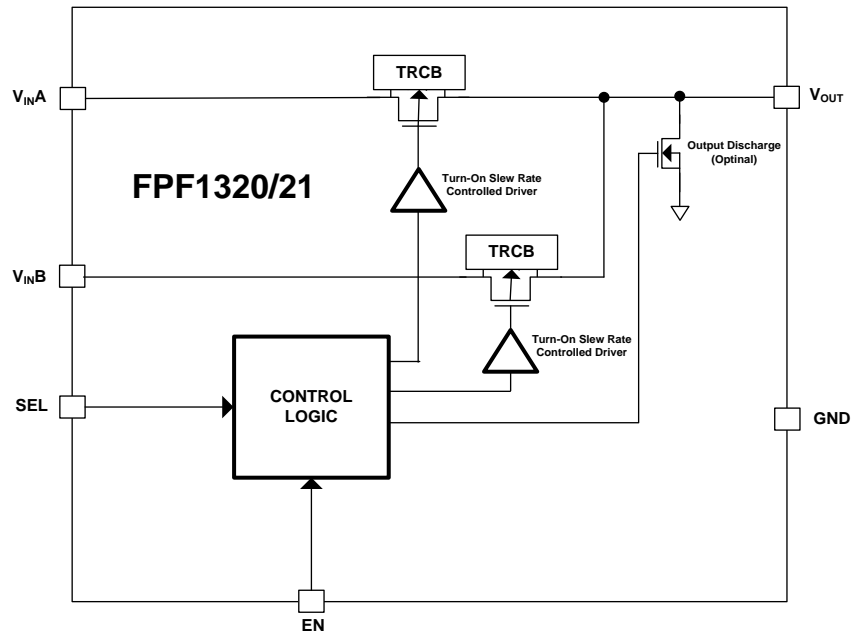 TRCB
VINA
VOUT
Output Discharge
(Optinal)
Turn-On Slew Rate
Controlled Driver
FPF1320/21
TRCB
VINB
Turn-On Slew Rate
Controlled Driver
CONTROL
LOGIC
SEL
GND
EN